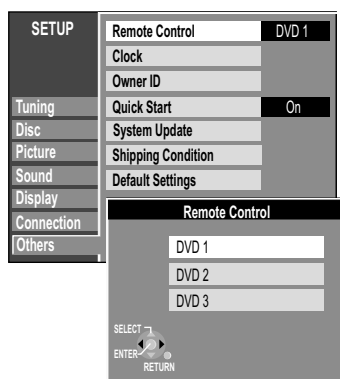 SETUP
Remote Control DVD 1
Clock
Owner ID
Tuning
Quick Start On
Disc
System Update
Picture
Shipping Condition
Sound
Default Settings
Display
Connection
Others
Remote Control
DVD 1
DVD 2
DVD 3
SELECT
ENTER
RETURN